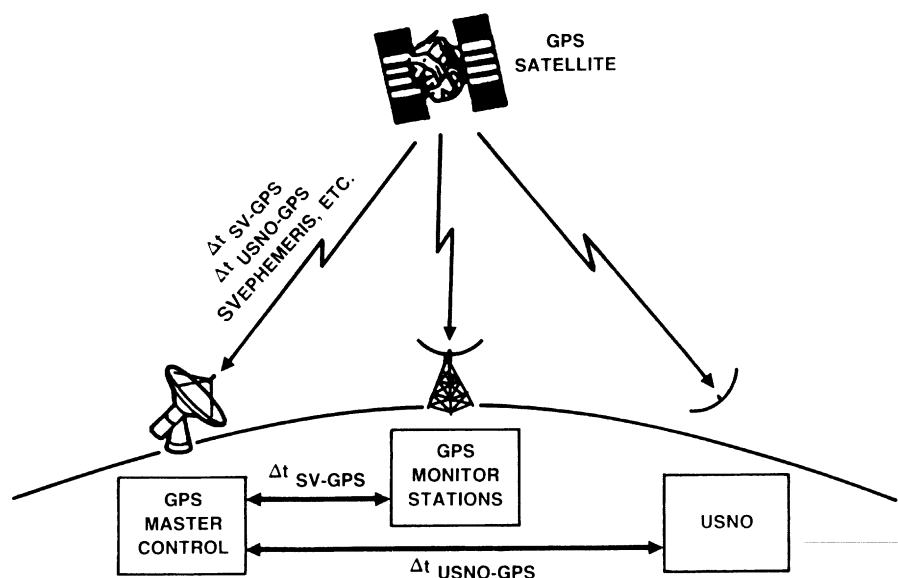 GPS
SATELLITE
Δt SV-GPS
Δt USNO-GPS
SVEPHEMERIS, ETC.
GPS
MASTER
CONTROL
Δt SV-GPS
GPS
MONITOR
STATIONS
USNO
Δt USNO-GPS